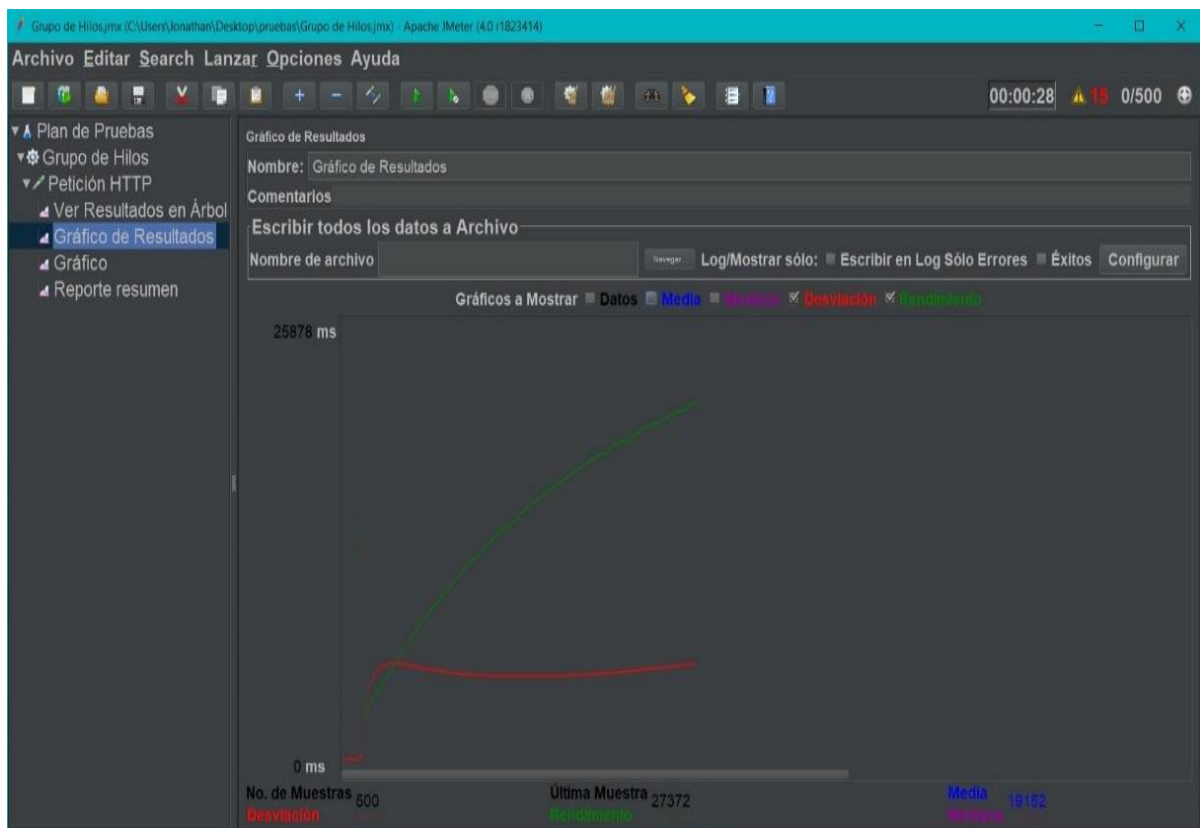 Grupo de Hilos.jmx (C:\Users\Jonathan\Desktop\pruebas\Grupo de Hilos.jmx) - Apache JMeter (4.0 r1823414)
Archivo Editar Search Lanzar Opciones Ayuda
00:00:28 15 0/500
Plan de Pruebas
Grupo de Hilos
Petición HTTP
Ver Resultados en Árbol
Gráfico de Resultados
Gráfico
Reporte resumen
Gráfico de Resultados
Nombre: Gráfico de Resultados
Comentarios
Escribir todos los datos a Archivo
Nombre de archivo Navegar... Log/Mostrar sólo: Escribir en Log Sólo Errores Éxitos Configurar
Gráficos a Mostrar Datos Media Mediana Desviación Rendimiento
25878 ms
0 ms
No. de Muestras 500 Última Muestra 27372 Media 19152
Desviación Rendimiento Mediana